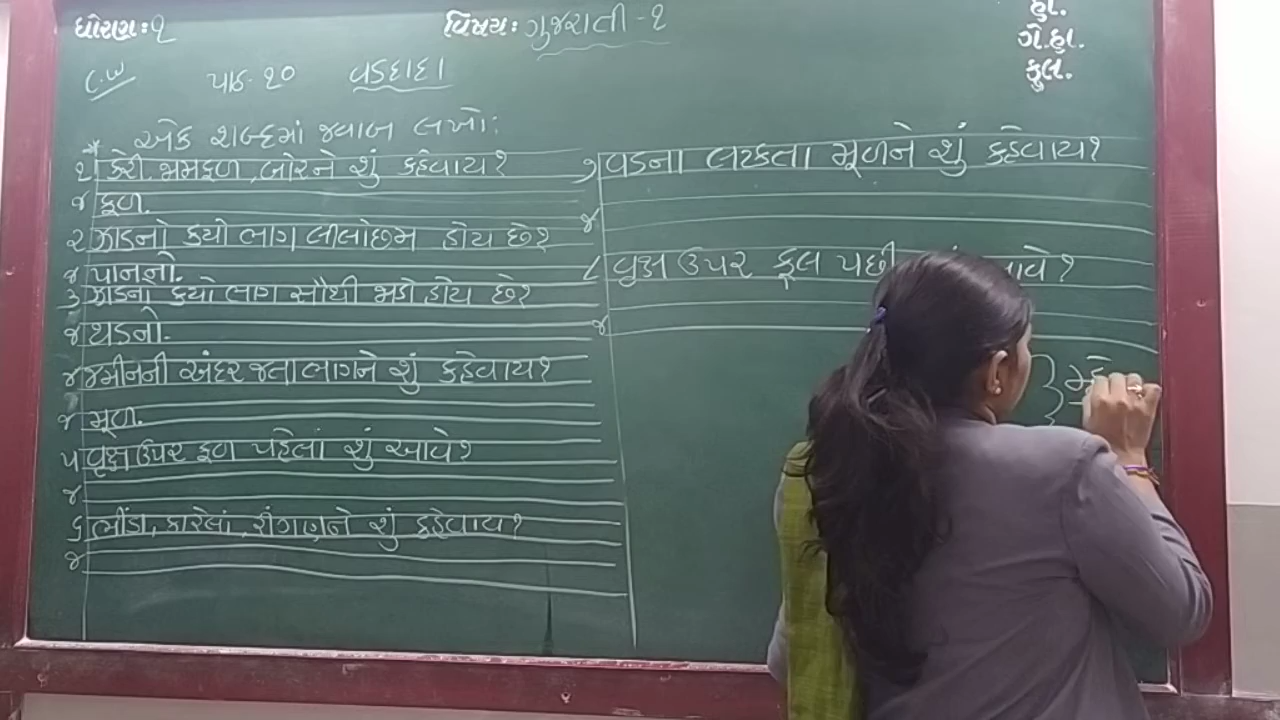 ધોરણ: ૧
વિષય: ગુજરાતી - ૧
હા.
ગે.હા.
કુલ.
C.W
પાઠ- ૧૦ વડદાદા
* એક શબ્દમાં જવાબ લખો:
૧ કેરી, જામફળ, બોરને શું કહેવાય?
જ ફળ.
૨ ઝાડનો કયો ભાગ લીલોછમ હોય છે?
જ પાનનો.
૩ ઝાડનો કયો ભાગ સૌથી જાડો હોય છે?
જ થડનો.
૪ જમીનની અંદર જતા ભાગને શું કહેવાય?
જ મૂળ.
૫ વૃક્ષ ઉપર ફળ પહેલાં શું આવે?
જ
૬ ભીંડા, કારેલાં, રીંગણને શું કહેવાય?
જ
૭ વડના લટકતા મૂળને શું કહેવાય?
જ
૮ વૃક્ષ ઉપર ફૂલ પછી
જ